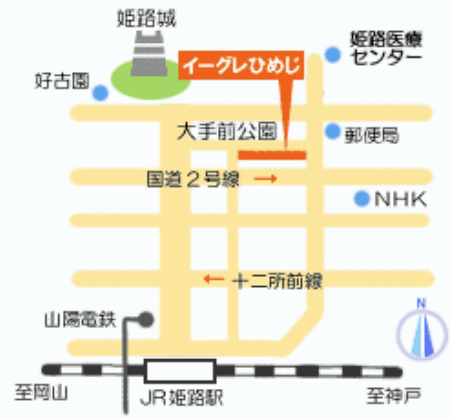 姫路城
イーグレひめじ
姫路医療
センター
好古園
大手前公園
郵便局
国道２号線
NHK
十二所前線
山陽電鉄
N
至岡山
JR姫路駅
至神戸